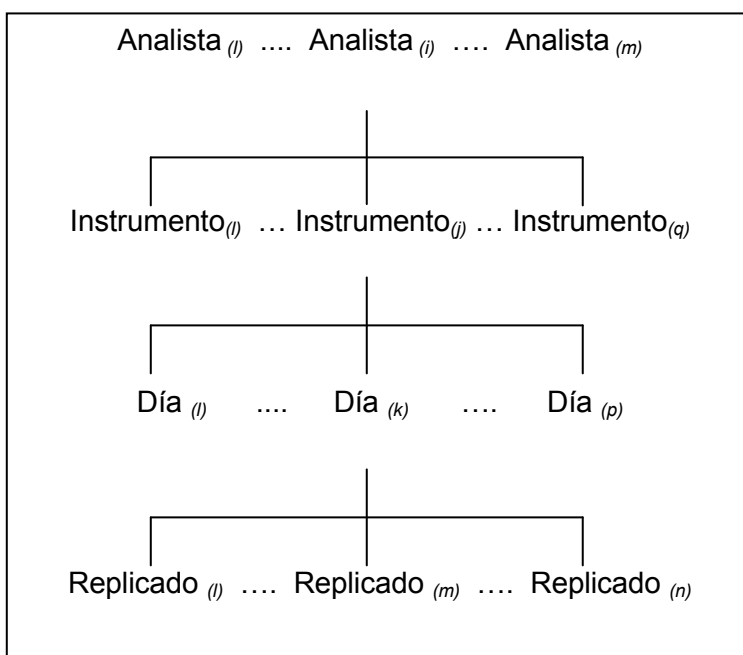 Analista (l) .... Analista (i) …. Analista (m)
Instrumento(l) … Instrumento(j) … Instrumento(q)
Día (l) .... Día (k) …. Día (p)
Replicado (l) …. Replicado (m) …. Replicado (n)